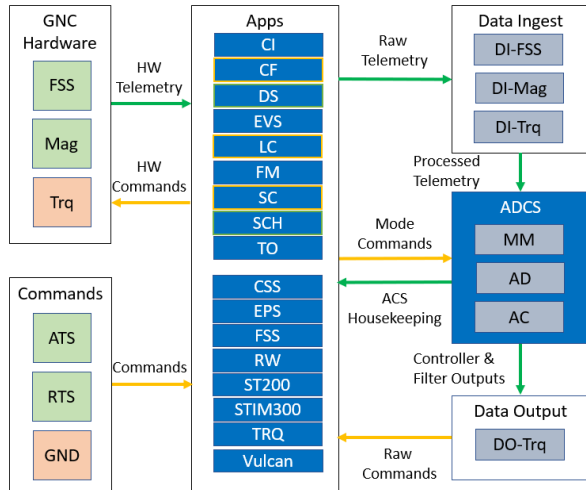 GNC
Hardware
FSS
Mag
Trq
HW
Telemetry
HW
Commands
Commands
ATS
RTS
GND
Commands
Apps
CI
CF
DS
EVS
LC
FM
SC
SCH
TO
CSS
EPS
FSS
RW
ST200
STIM300
TRQ
Vulcan
Raw
Telemetry
Mode
Commands
ACS
Housekeeping
Raw
Commands
Data Ingest
DI-FSS
DI-Mag
DI-Trq
Processed
Telemetry
ADCS
MM
AD
AC
Controller &
Filter Outputs
Data Output
DO-Trq